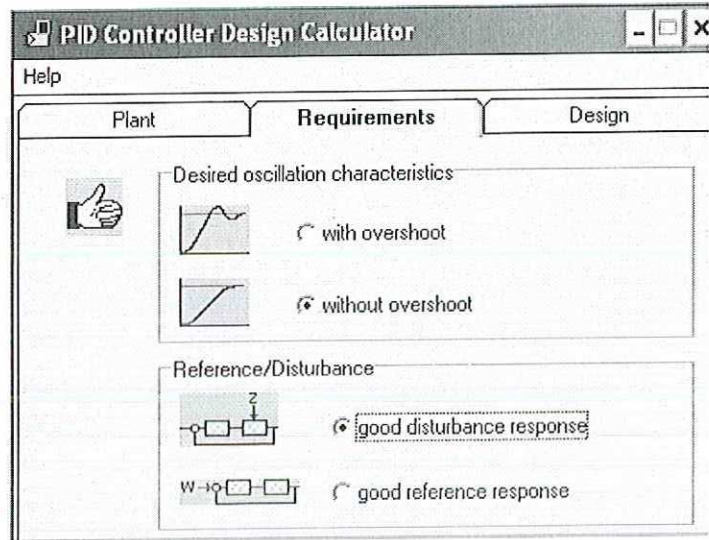 PID Controller Design Calculator
Help
Plant Requirements Design
Desired oscillation characteristics
with overshoot
without overshoot
Reference/Disturbance
Z
good disturbance response
W
good reference response